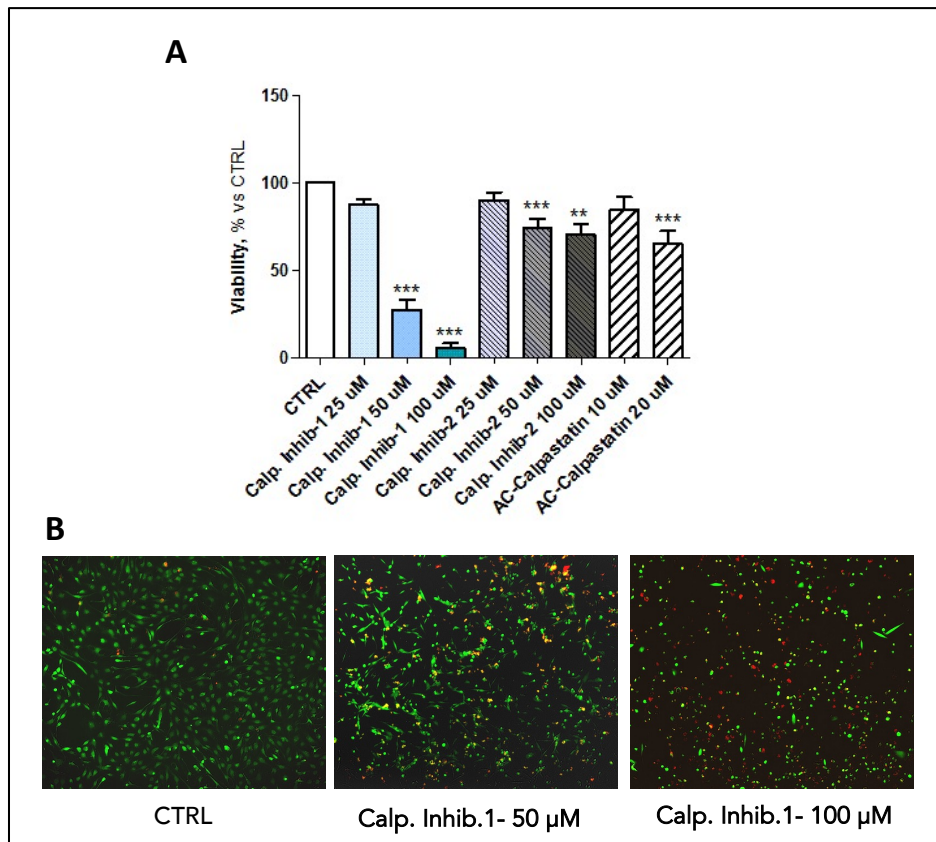 A
150
100
50
0
Viability, % vs CTRL
***
***
***
**
***
CTRL
Calp. Inhib-1 25 uM
Calp. Inhib-1 50 uM
Calp. Inhib-1 100 uM
Calp. Inhib-2 25 uM
Calp. Inhib-2 50 uM
Calp. Inhib-2 100 uM
AC-Calpastatin 10 uM
AC-Calpastatin 20 uM
B
CTRL
Calp. Inhib.1- 50 μM
Calp. Inhib.1- 100 μM